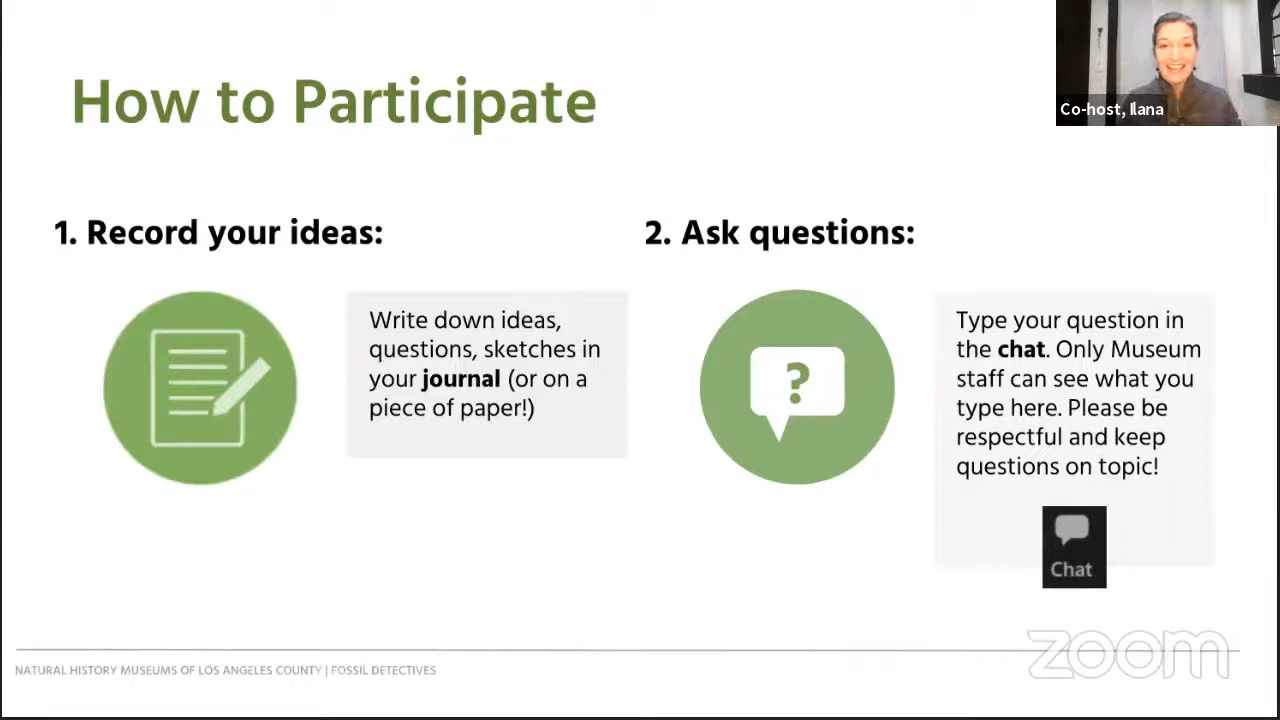 How to Participate
Co-host, Ilana
1. Record your ideas:
Write down ideas,
questions, sketches in
your journal (or on a
piece of paper!)
2. Ask questions:
?
Type your question in
the chat. Only Museum
staff can see what you
type here. Please be
respectful and keep
questions on topic!
Chat
zoom
NATURAL HISTORY MUSEUMS OF LOS ANGELES COUNTY | FOSSIL DETECTIVES